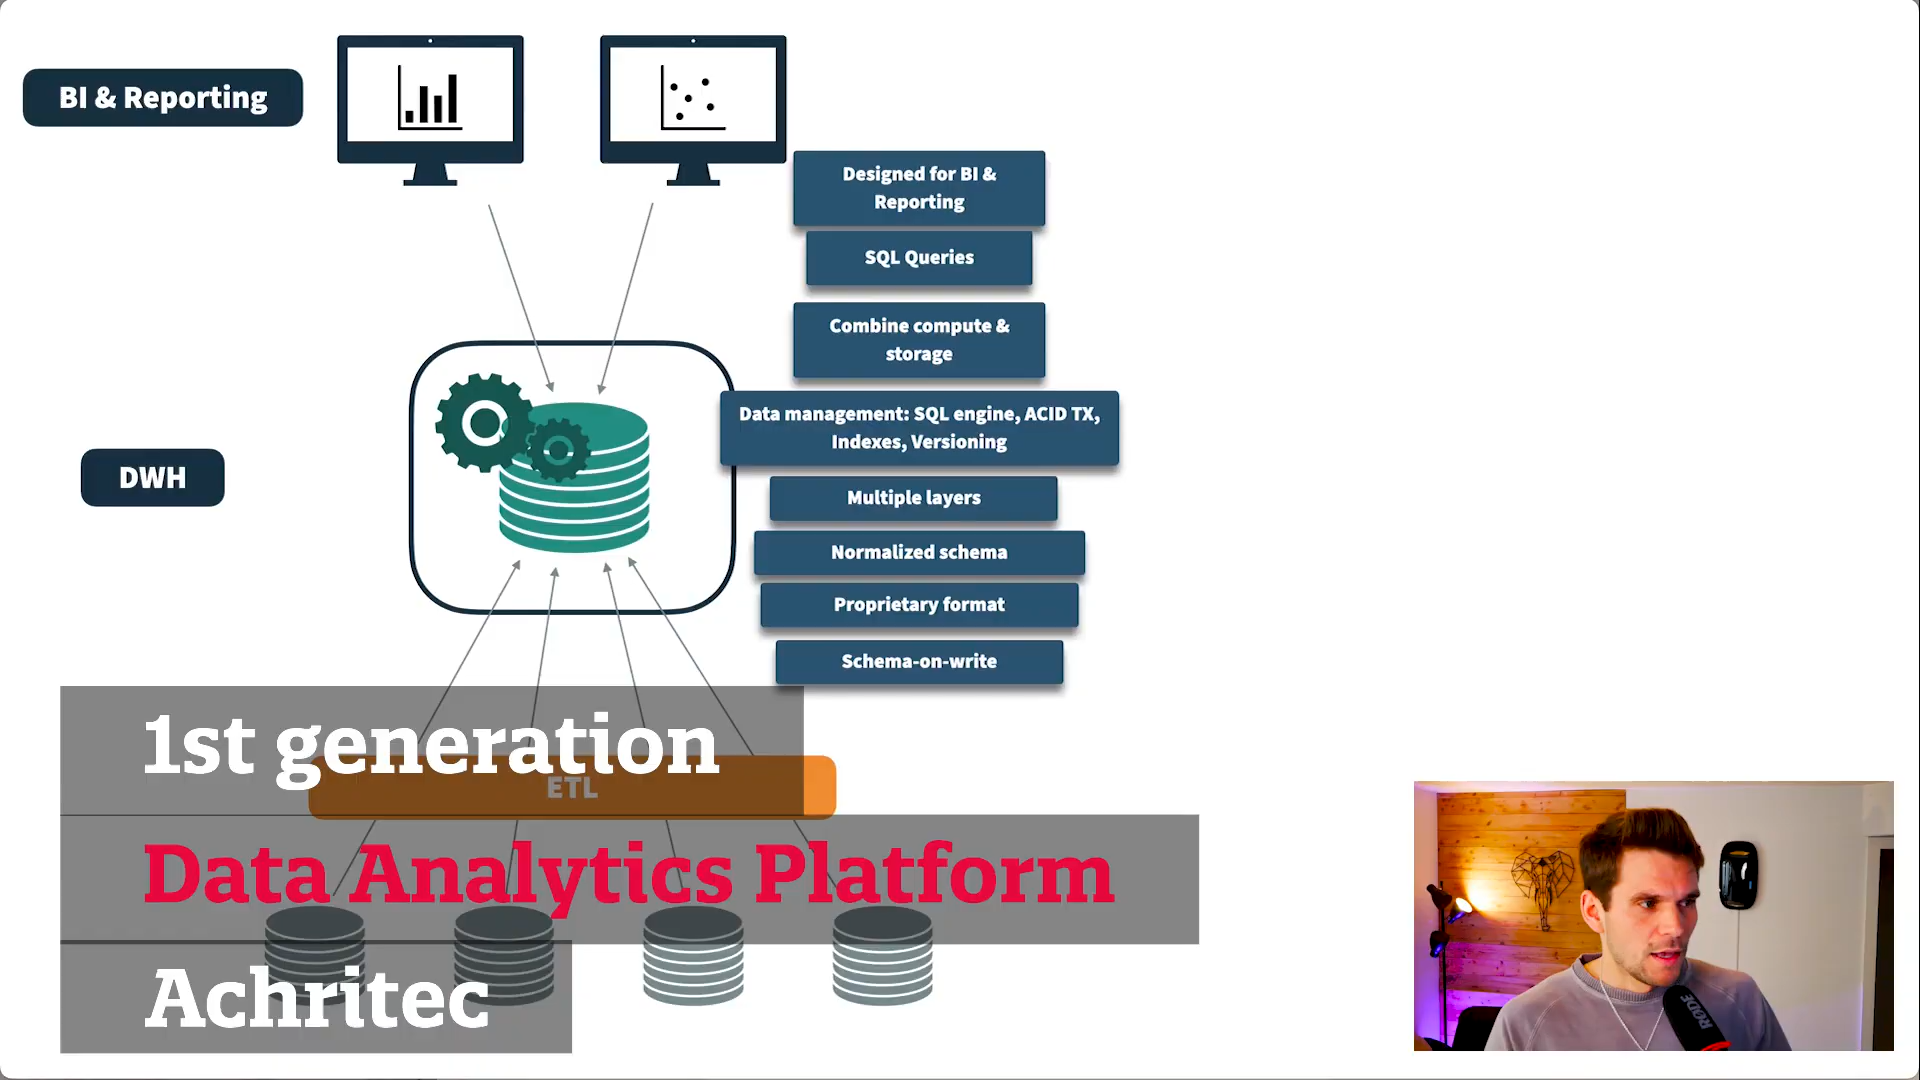 BI & Reporting
Designed for BI &
Reporting
SQL Queries
Combine compute &
storage
Data management: SQL engine, ACID TX,
Indexes, Versioning
DWH
Multiple layers
Normalized schema
Proprietary format
Schema-on-write
1st generation
ETL
Data Analytics Platform
Achritec
RODE